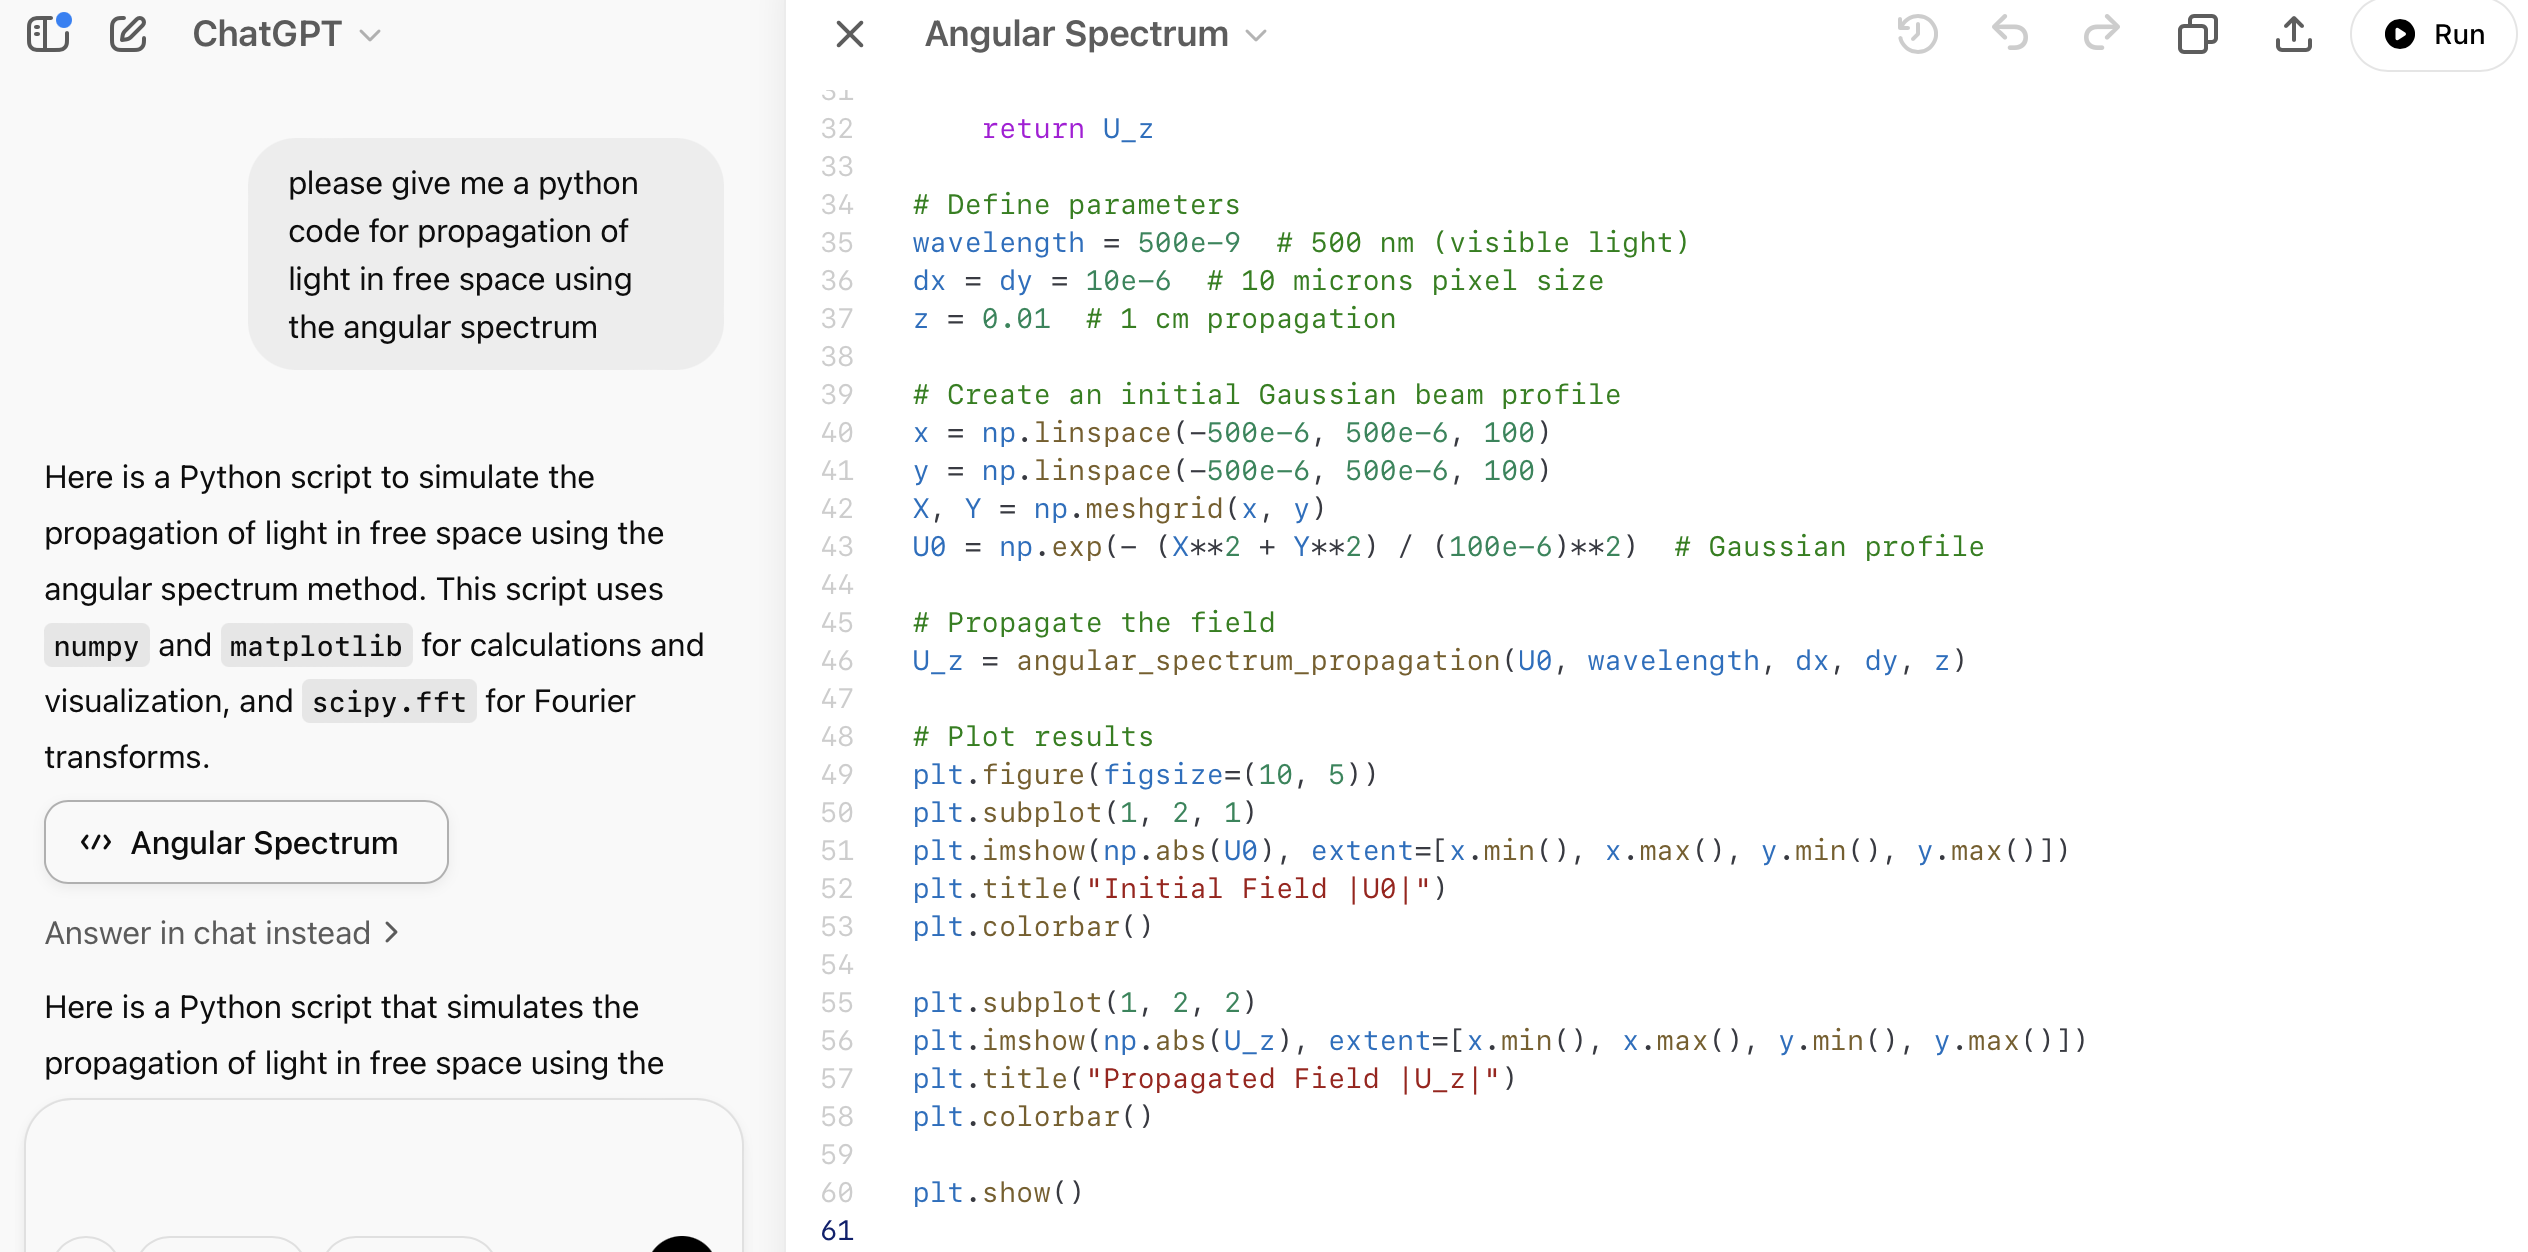 ChatGPT
please give me a python
code for propagation of
light in free space using
the angular spectrum
Here is a Python script to simulate the
propagation of light in free space using the
angular spectrum method. This script uses
numpy and matplotlib for calculations and
visualization, and scipy.fft for Fourier
transforms.
Angular Spectrum
Answer in chat instead >
Here is a Python script that simulates the
propagation of light in free space using the
Angular Spectrum
Run
31
32     return U_z
33
34 # Define parameters
35 wavelength = 500e-9  # 500 nm (visible light)
36 dx = dy = 10e-6  # 10 microns pixel size
37 z = 0.01  # 1 cm propagation
38
39 # Create an initial Gaussian beam profile
40 x = np.linspace(-500e-6, 500e-6, 100)
41 y = np.linspace(-500e-6, 500e-6, 100)
42 X, Y = np.meshgrid(x, y)
43 U0 = np.exp(- (X**2 + Y**2) / (100e-6)**2)  # Gaussian profile
44
45 # Propagate the field
46 U_z = angular_spectrum_propagation(U0, wavelength, dx, dy, z)
47
48 # Plot results
49 plt.figure(figsize=(10, 5))
50 plt.subplot(1, 2, 1)
51 plt.imshow(np.abs(U0), extent=[x.min(), x.max(), y.min(), y.max()])
52 plt.title("Initial Field |U0|")
53 plt.colorbar()
54
55 plt.subplot(1, 2, 2)
56 plt.imshow(np.abs(U_z), extent=[x.min(), x.max(), y.min(), y.max()])
57 plt.title("Propagated Field |U_z|")
58 plt.colorbar()
59
60 plt.show()
61